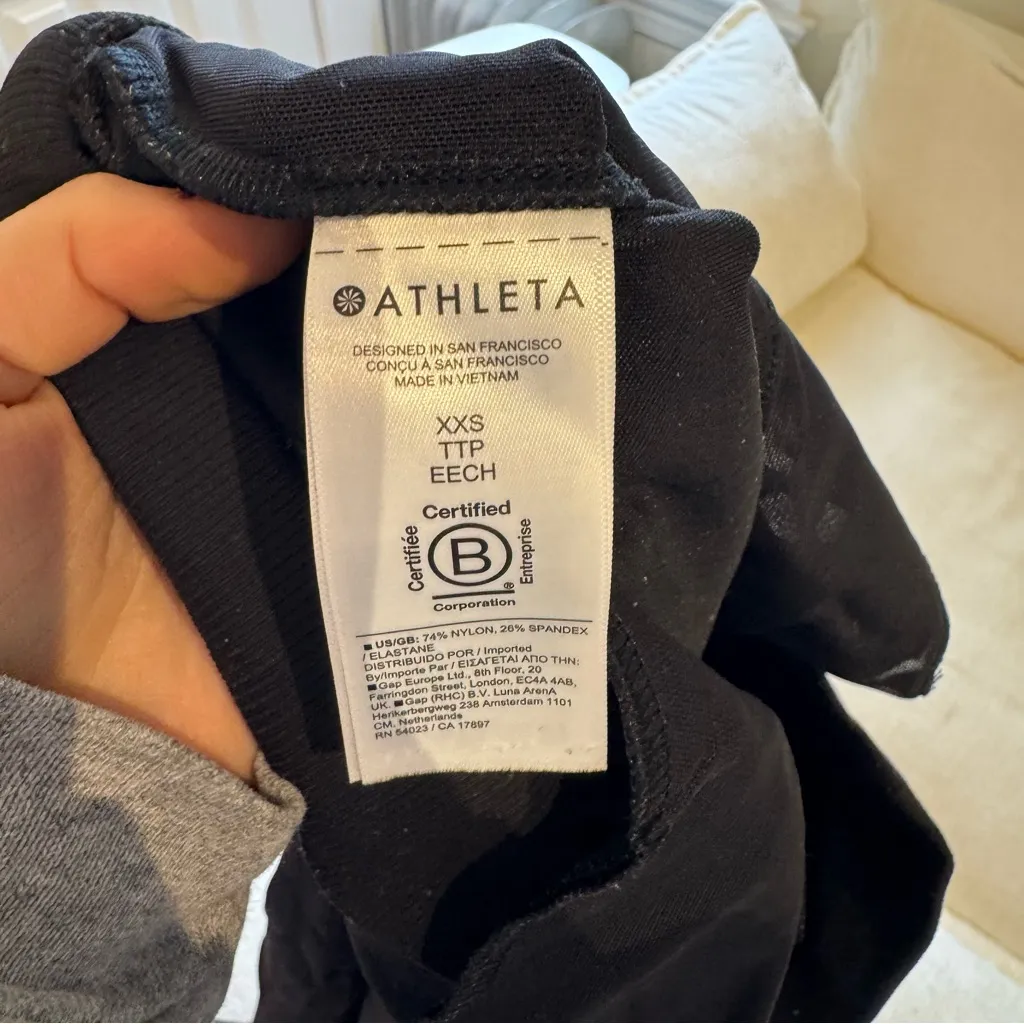 ATHLETA
DESIGNED IN SAN FRANCISCO
CONÇU À SAN FRANCISCO
MADE IN VIETNAM
XXS
TTP
EECH
Certified
Certifiée
B
Entreprise
®
Corporation
US/GB: 74% NYLON, 26% SPANDEX
/ ELASTANE
DISTRIBUIDO POR / Imported
By/Importe Par / ΕΙΣΑΓΕΤΑΙ ΑΠΟ ΤΗΝ:
Gap Europe Ltd., 8th Floor, 20
Farringdon Street, London, EC4A 4AB,
UK. Gap (RHC) B.V. Luna ArenA
Herikerbergweg 238 Amsterdam 1101
CM. Netherlands
RN 54023 / CA 17897